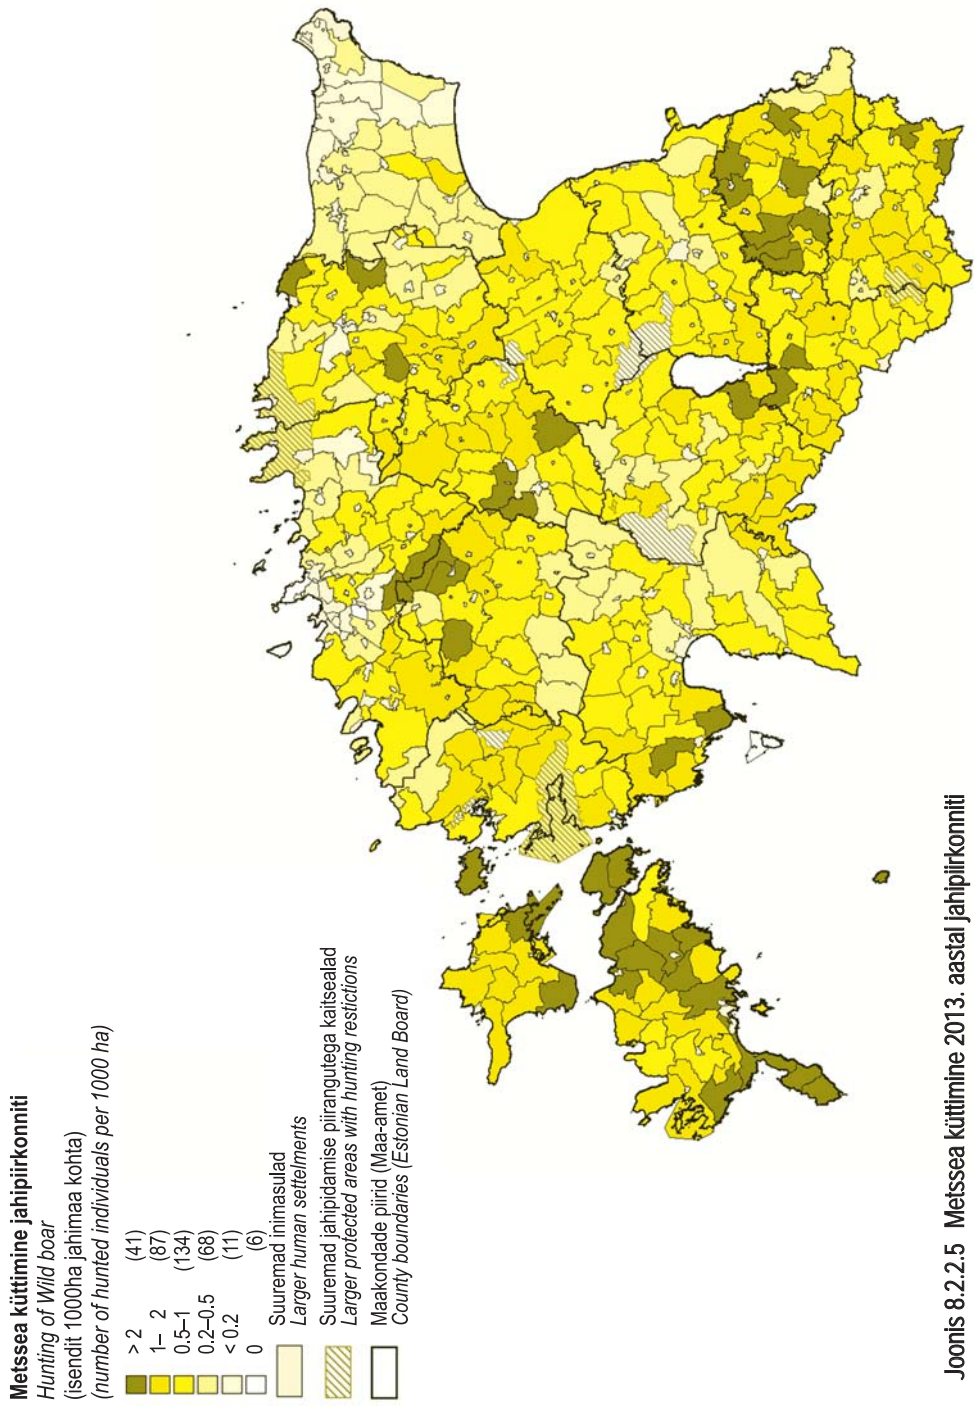 Metssea küttimine jahipiirkonniti
Hunting of Wild boar
(isendit 1000ha jahimaa kohta)
(number of hunted individuals per 1000 ha)
> 2 (41)
1– 2 (87)
0.5–1 (134)
0.2–0.5 (68)
< 0.2 (11)
0 (6)
Suuremad inimasulad
Larger human settelments
Suuremad jahipidamise piirangutega kaitsealad
Larger protected areas with hunting restictions
Maakondade piirid (Maa-amet)
County boundaries (Estonian Land Board)
Joonis 8.2.2.5 Metssea küttimine 2013. aastal jahipiirkonniti